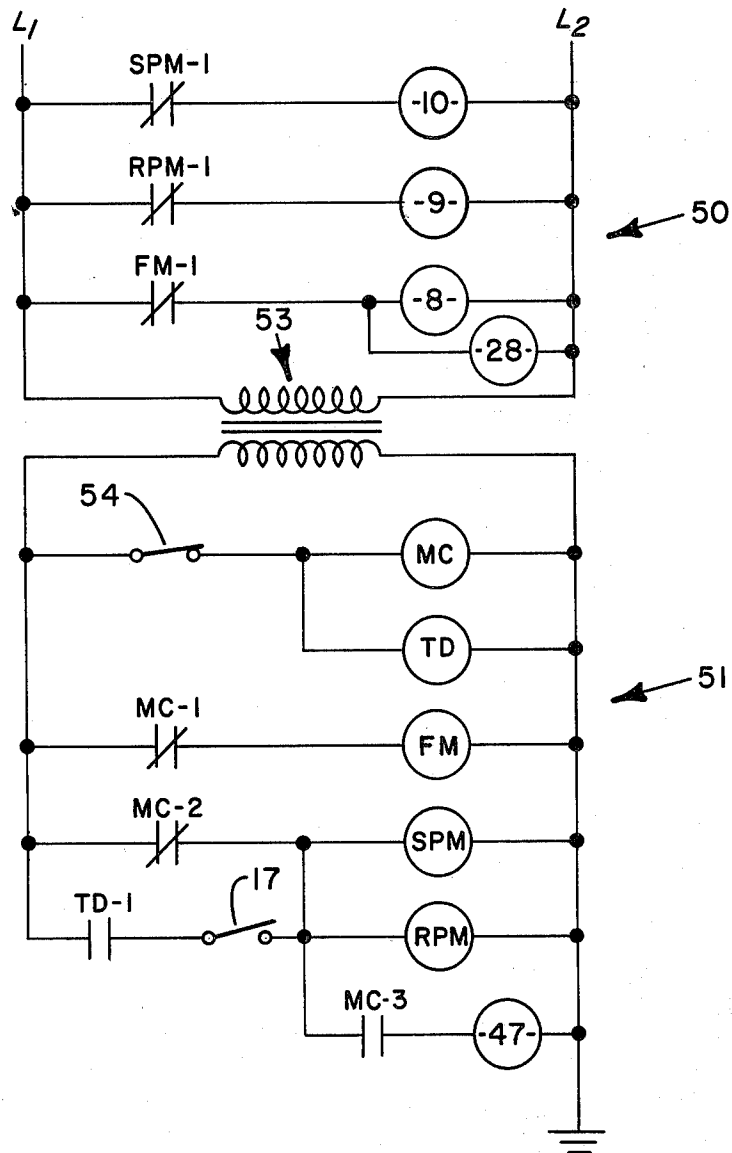 L1 L2
SPM-1
-10-
RPM-1
-9-
50
FM-1
-8-
53
-28-
54
MC
TD
51
MC-1
FM
MC-2
SPM
17
TD-1
RPM
MC-3
-47-